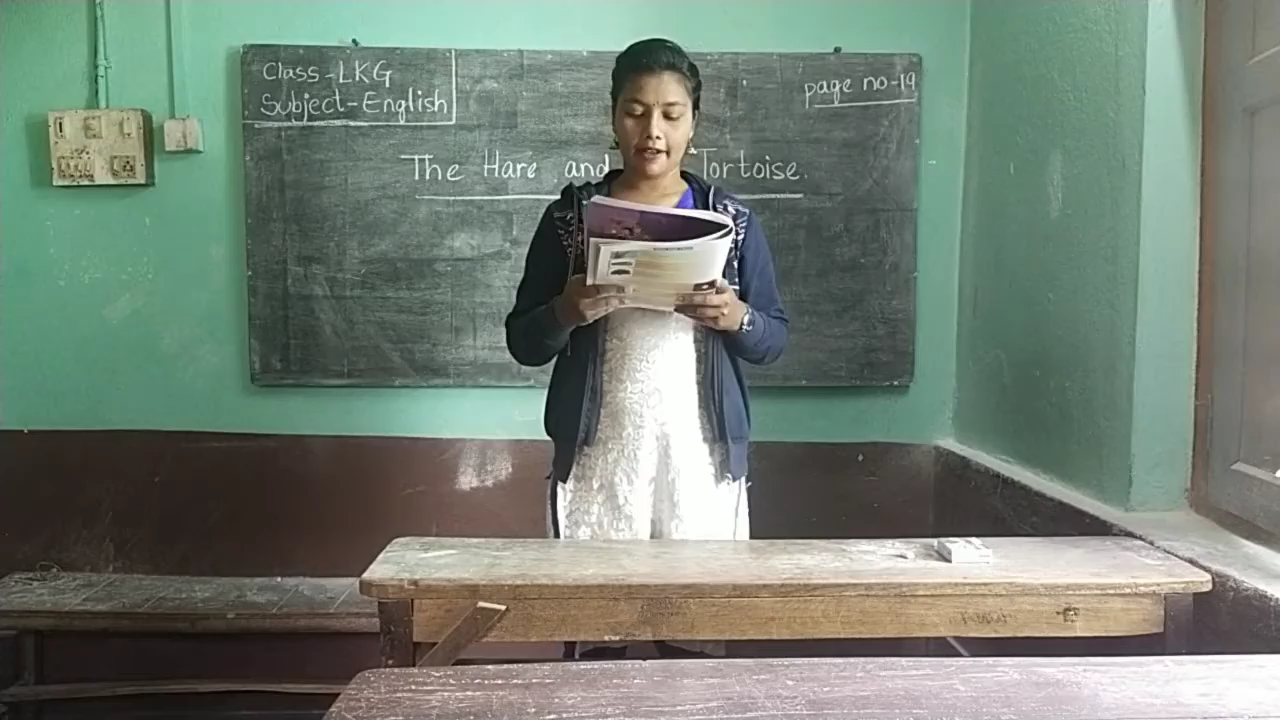 Class-LKG
Subject-English
page no-19
The Hare and Tortoise.